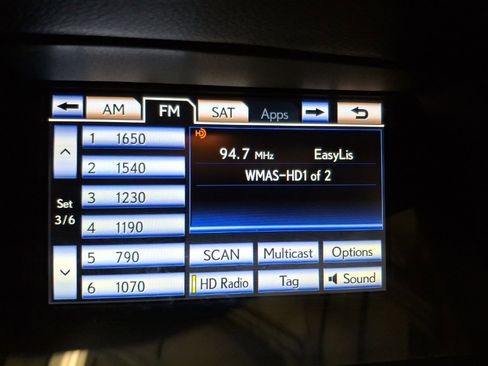 AM FM SAT Apps
HD
94.7 MHz EasyLis
WMAS-HD1 of 2
Set
3/6
1 1650
2 1540
3 1230
4 1190
5 790
6 1070
SCAN Multicast Options
HD Radio Tag Sound